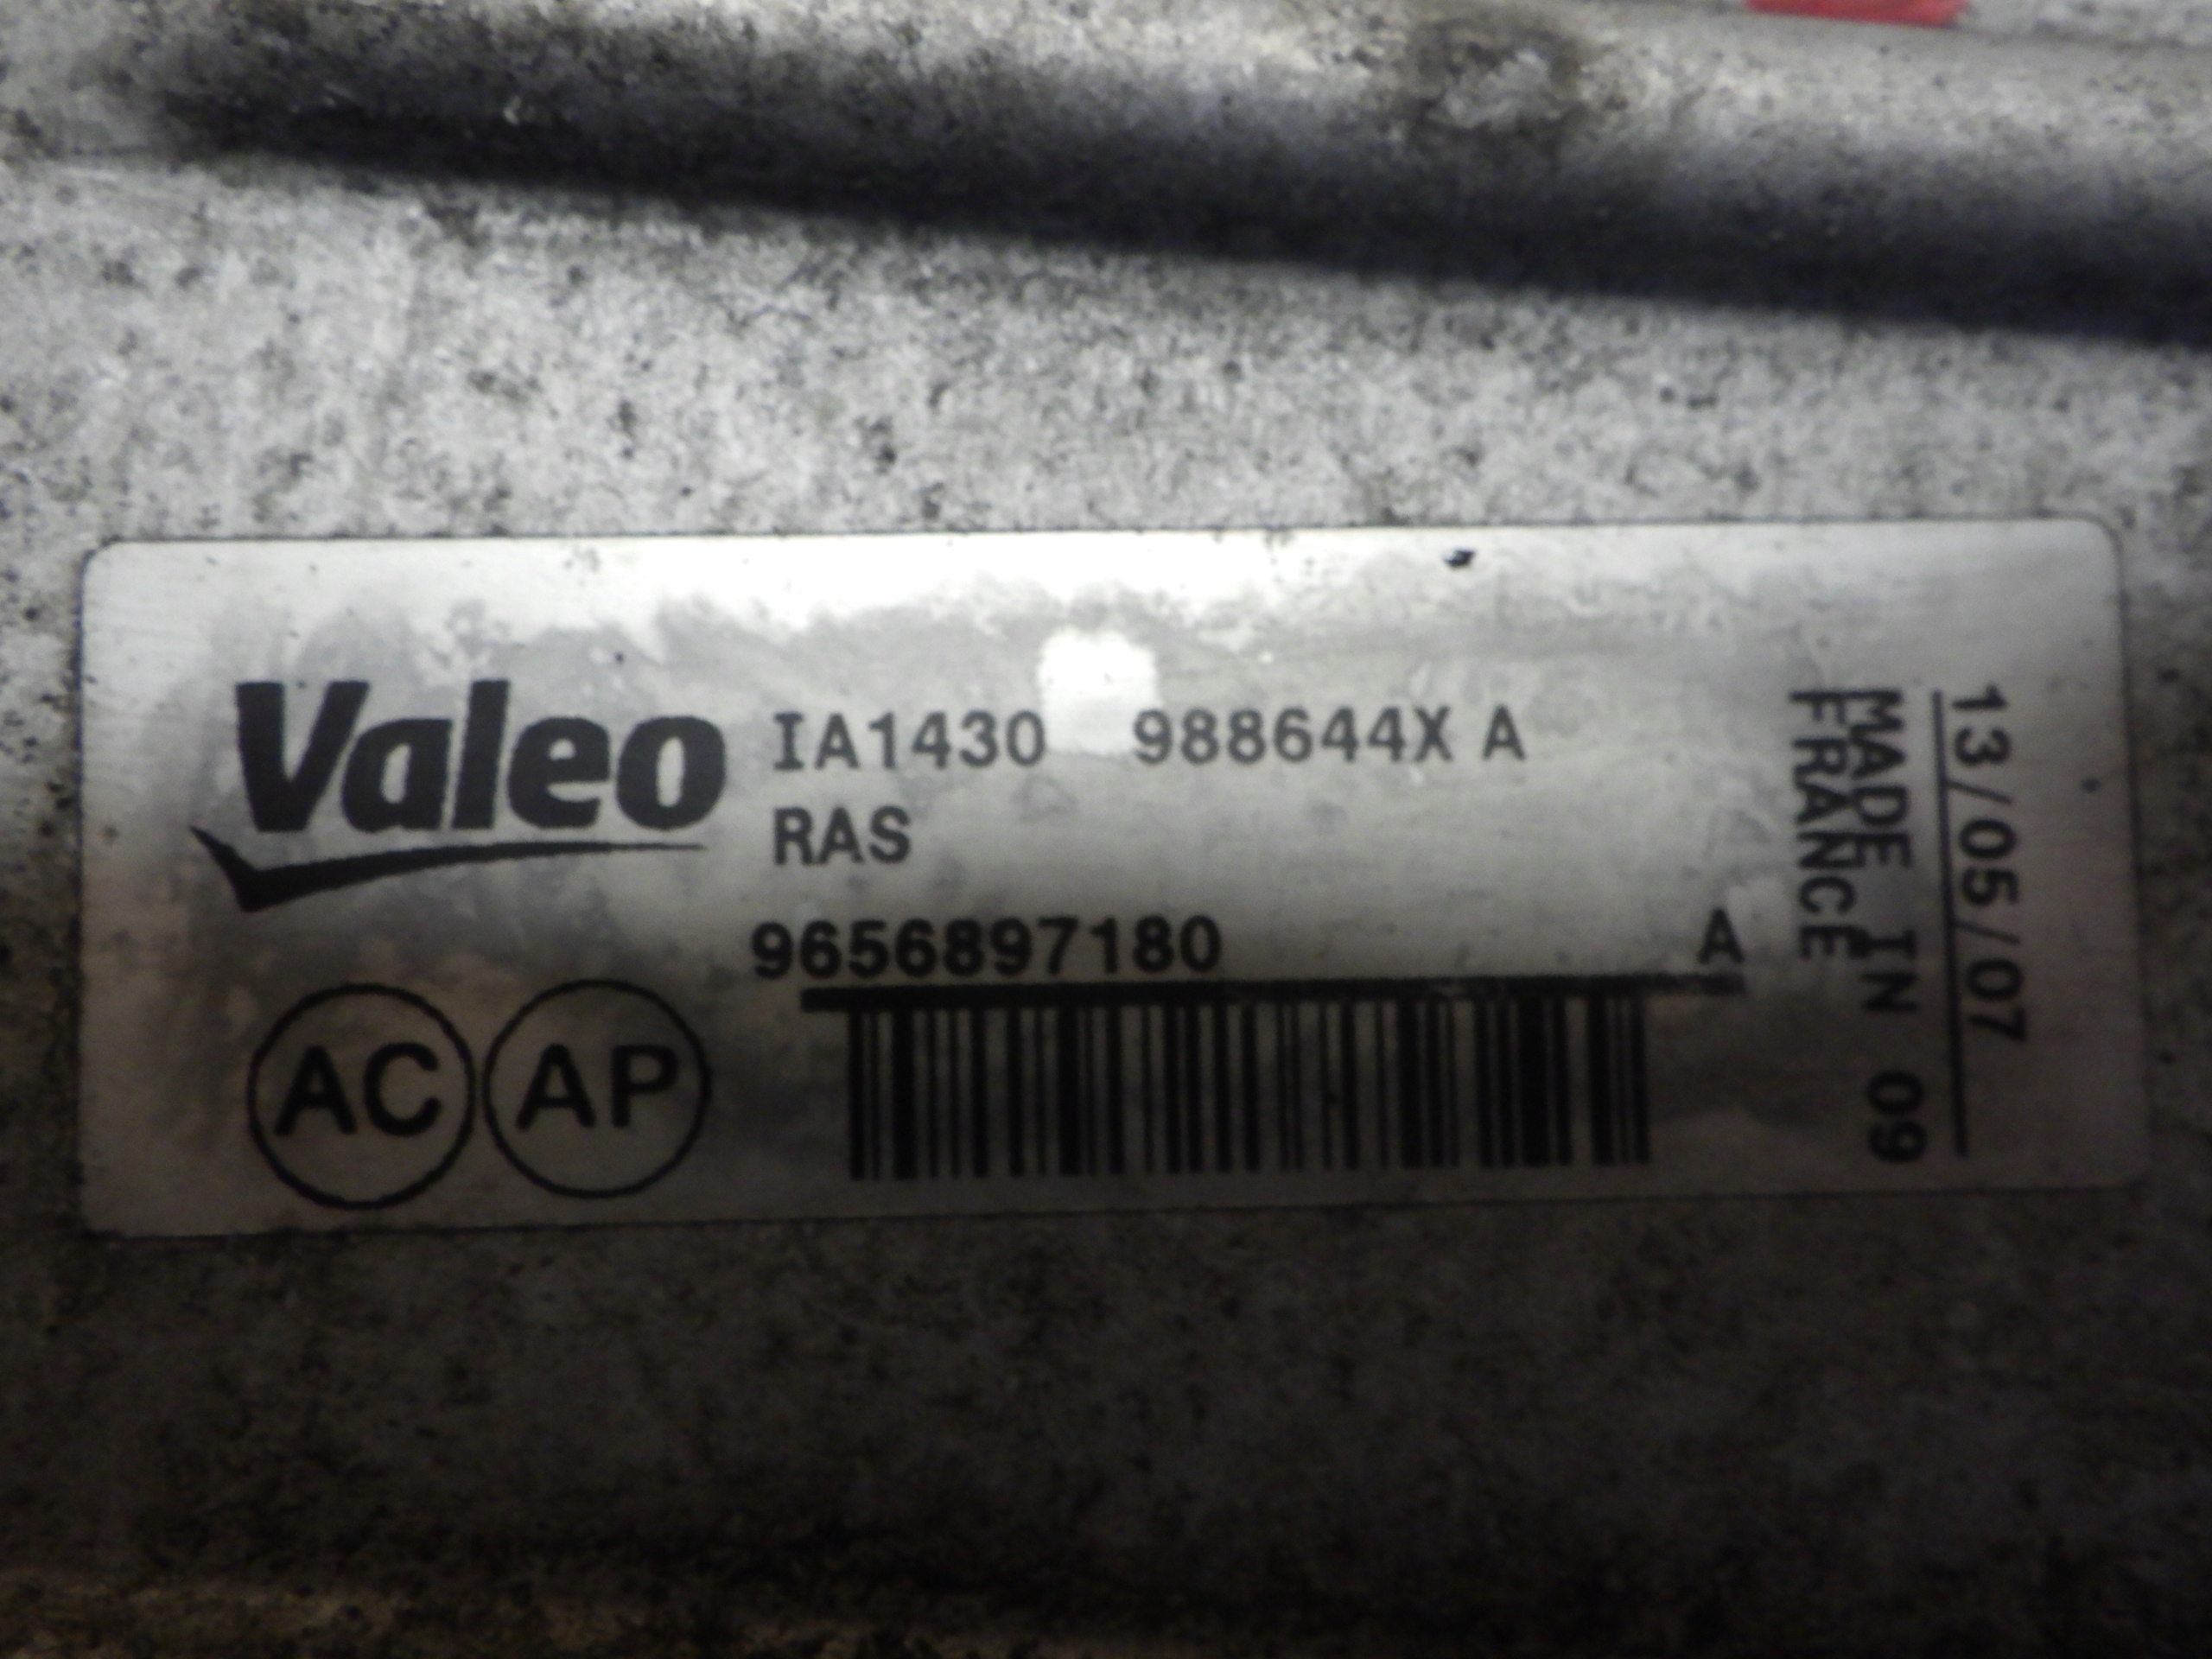 Valeo
IA1430 988644X A
RAS
9656897180 A
AC AP
13/05/07
MADE IN 09
FRANCE